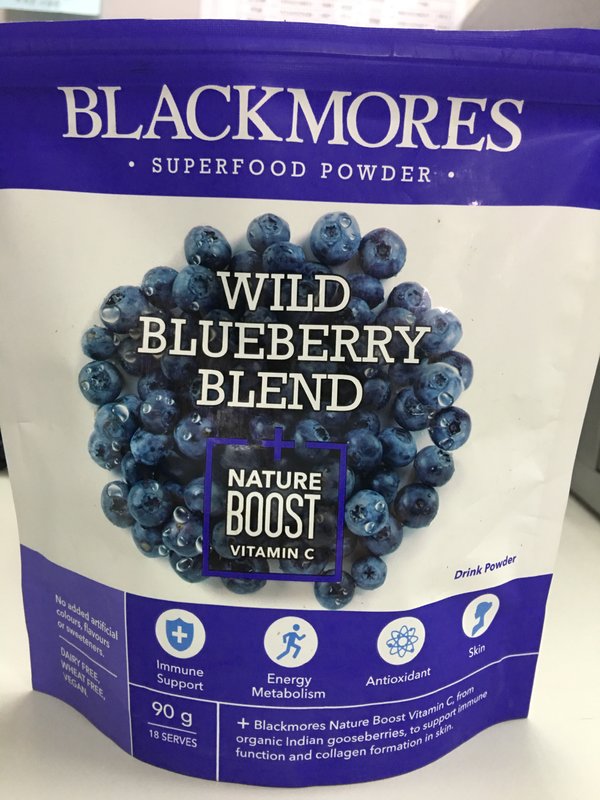 BLACKMORES
• SUPERFOOD POWDER •
WILD
BLUEBERRY
BLEND
+
NATURE
BOOST
VITAMIN C
Drink Powder
No added artificial
colours, flavours
or sweeteners.
DAIRY FREE,
WHEAT FREE,
VEGAN.
Immune
Support
Energy
Metabolism
Antioxidant
Skin
90 g
18 SERVES
+ Blackmores Nature Boost Vitamin C, from
organic Indian gooseberries, to support immune
function and collagen formation in skin.